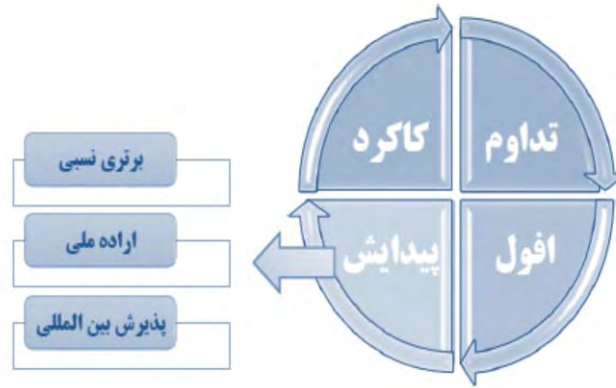 تداوم
کاکرد
افول
پیدایش
برتری نسبی
اراده ملی
پذیرش بین المللی